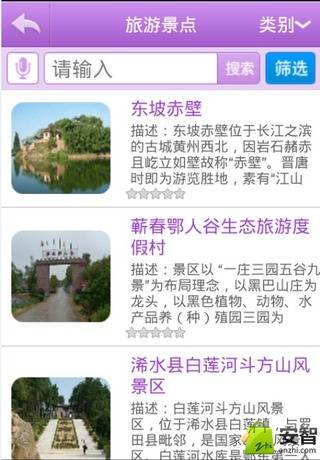 旅游景点
类别
请输入
搜索
筛选
东坡赤壁
描述：东坡赤壁位于长江之滨
的古城黄州西北，因岩石赭赤
且屹立如壁故称“赤壁”。晋唐
时即为游览胜地，素有“江山
蕲春鄂人谷生态旅游度
假村
描述：景区以 “一庄三园五谷九
景”为布局理念，以黑巴山庄为
龙头，以黑色植物、动物、水
产品养（种）殖园三园为
浠水县白莲河斗方山风
景区
描述：白莲河斗方山风景
区，位于浠水县白莲镇，与罗
田县毗邻，是国家
风
安智
anzhi.com